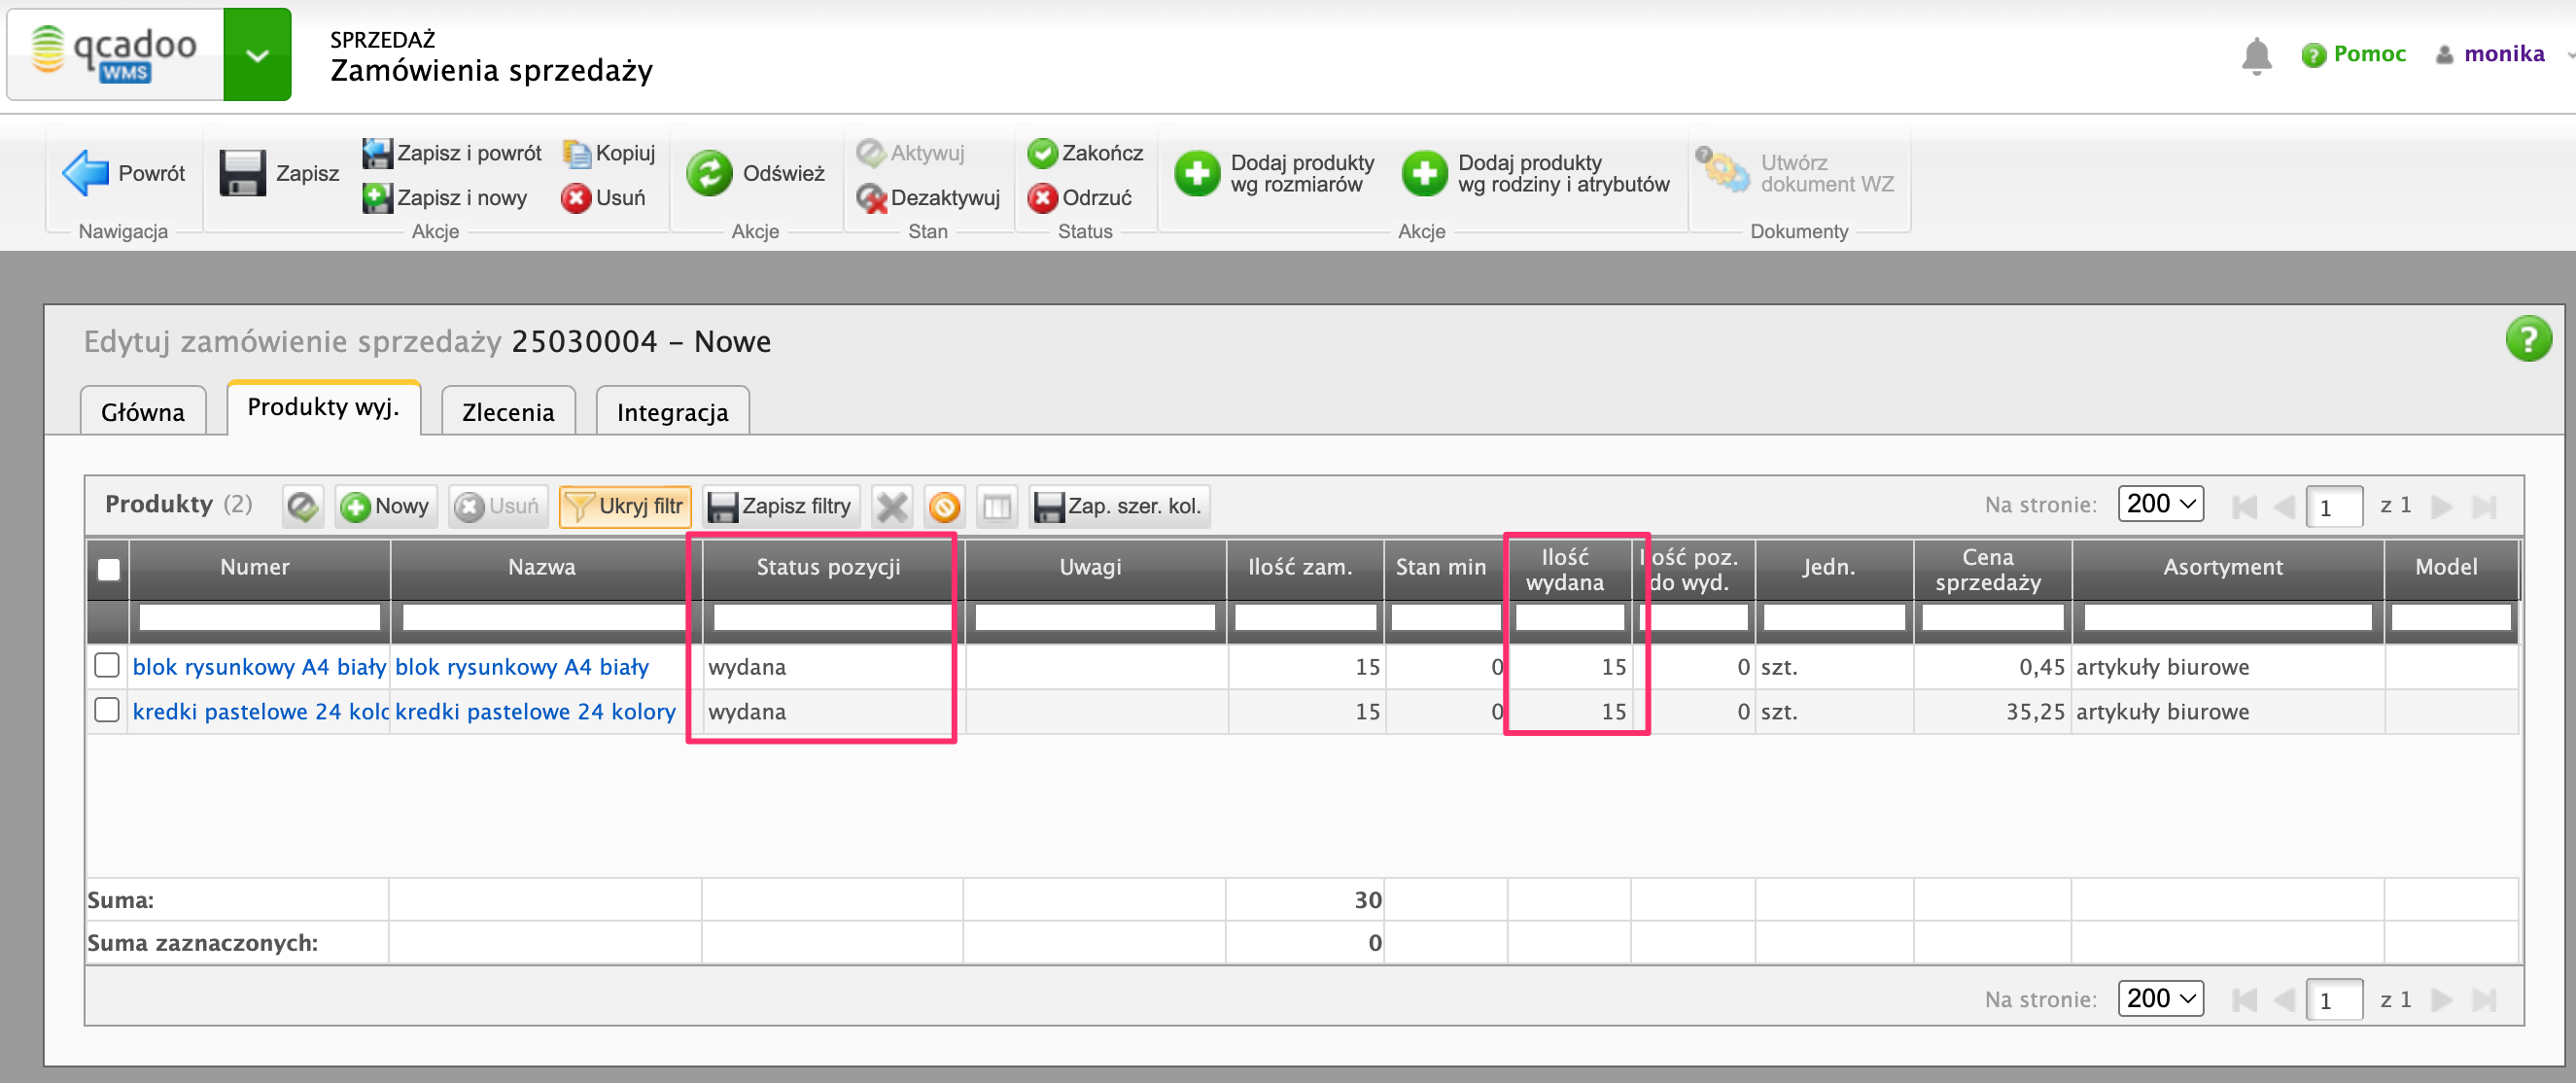 qcadoo
WMS
SPRZEDAŻ
Zamówienia sprzedaży
Pomoc
monika
Powrót
Nawigacja
Zapisz
Zapisz i powrót
Zapisz i nowy
Kopiuj
Usuń
Akcje
Odśwież
Akcje
Aktywuj
Dezaktywuj
Stan
Zakończ
Odrzuć
Status
Dodaj produkty
wg rozmiarów
Dodaj produkty
wg rodziny i atrybutów
Akcje
Utwórz
dokument WZ
Dokumenty
Edytuj zamówienie sprzedaży 25030004 – Nowe
Główna
Produkty wyj.
Zlecenia
Integracja
Produkty (2)
Nowy
Usuń
Ukryj filtr
Zapisz filtry
Zap. szer. kol.
Na stronie: 200
1 z 1
Numer
Nazwa
Status pozycji
Uwagi
Ilość zam.
Stan min
Ilość
wydana
lość poz.
do wyd.
Jedn.
Cena
sprzedaży
Asortyment
Model
blok rysunkowy A4 biały blok rysunkowy A4 biały wydana 15 0 15 0 szt. 0,45 artykuły biurowe
kredki pastelowe 24 kolo kredki pastelowe 24 kolory wydana 15 0 15 0 szt. 35,25 artykuły biurowe
Suma: 30
Suma zaznaczonych: 0
Na stronie: 200
1 z 1